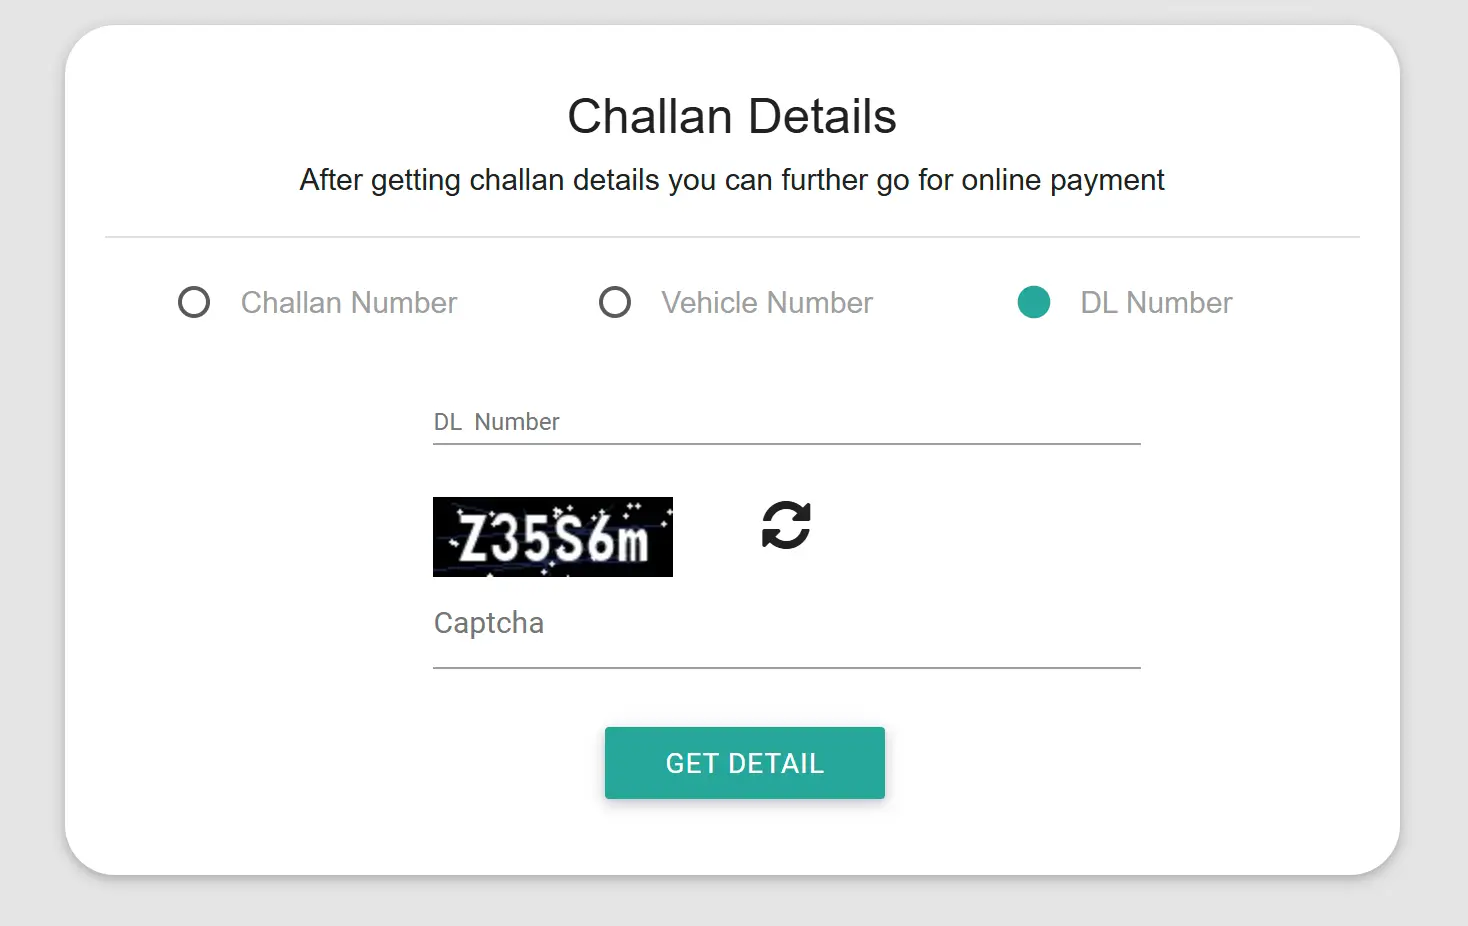 Challan Details
After getting challan details you can further go for online payment
Challan Number
Vehicle Number
DL Number
DL Number
Z35S6m
Captcha
GET DETAIL